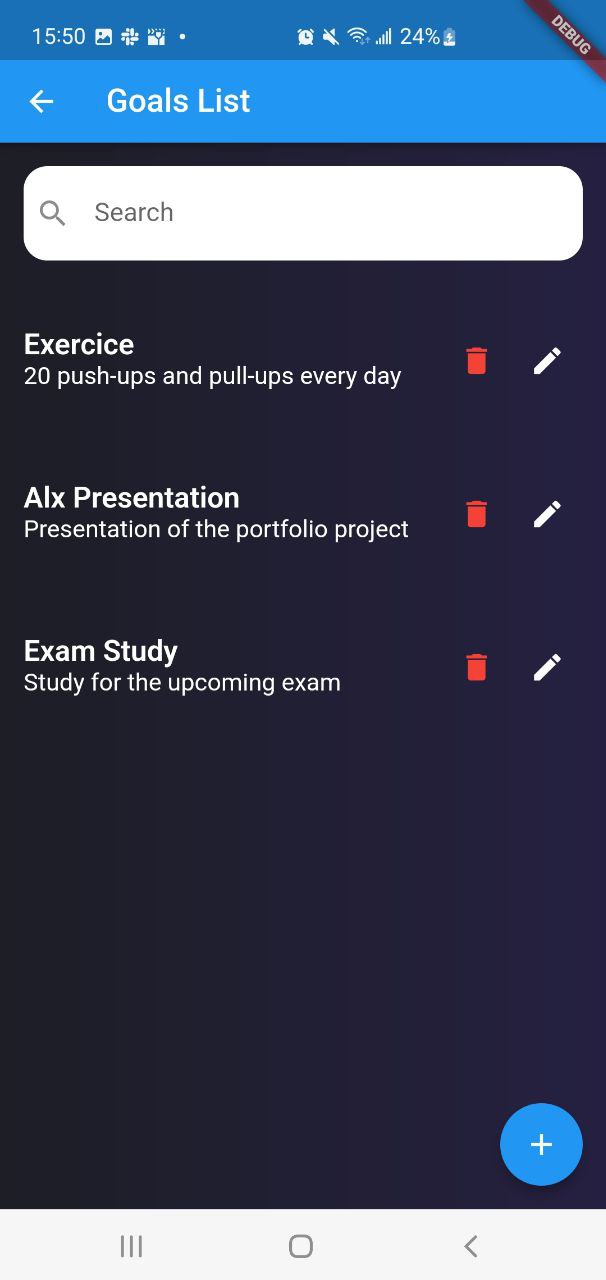 15:50
24%
DEBUG
Goals List
Search
Exercice
20 push-ups and pull-ups every day
Alx Presentation
Presentation of the portfolio project
Exam Study
Study for the upcoming exam